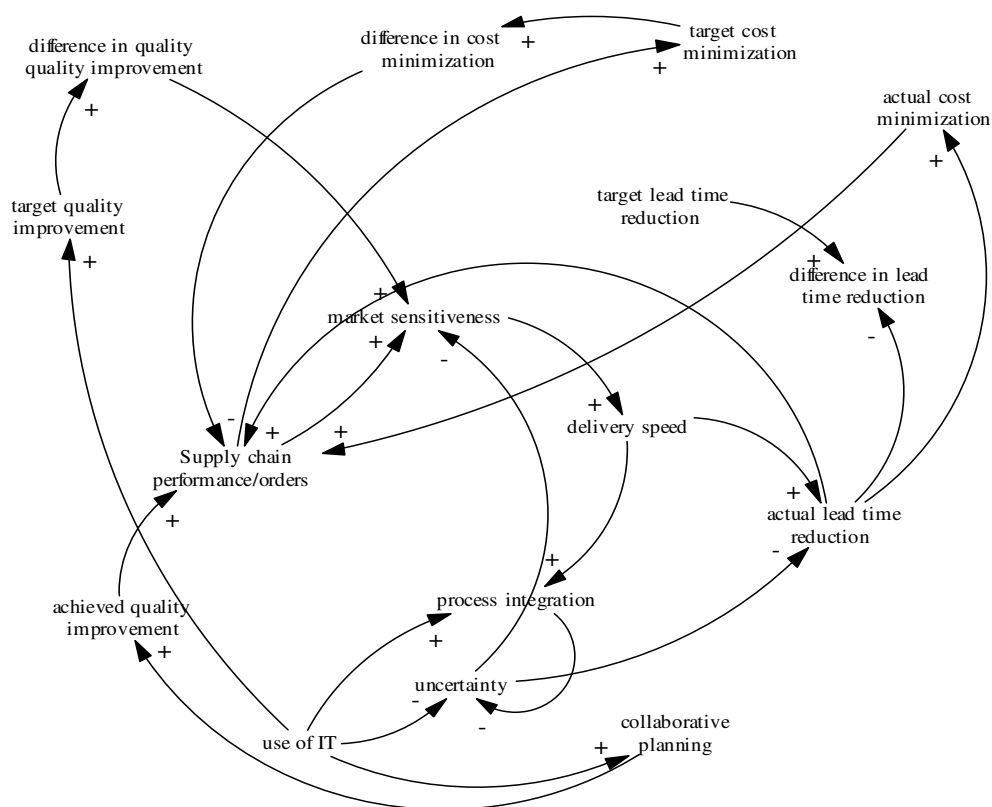 difference in quality
quality improvement
difference in cost
minimization
+
target cost
minimization
+
actual cost
minimization
+
+
target quality
improvement
+
target lead time
reduction
+
difference in lead
time reduction
-
+
market sensitiveness
+
-
+
delivery speed
-
+
+
Supply chain
performance/orders
+
+
actual lead time
reduction
-
+
process integration
+
achieved quality
improvement
+
uncertainty
-
-
use of IT
collaborative
planning
+